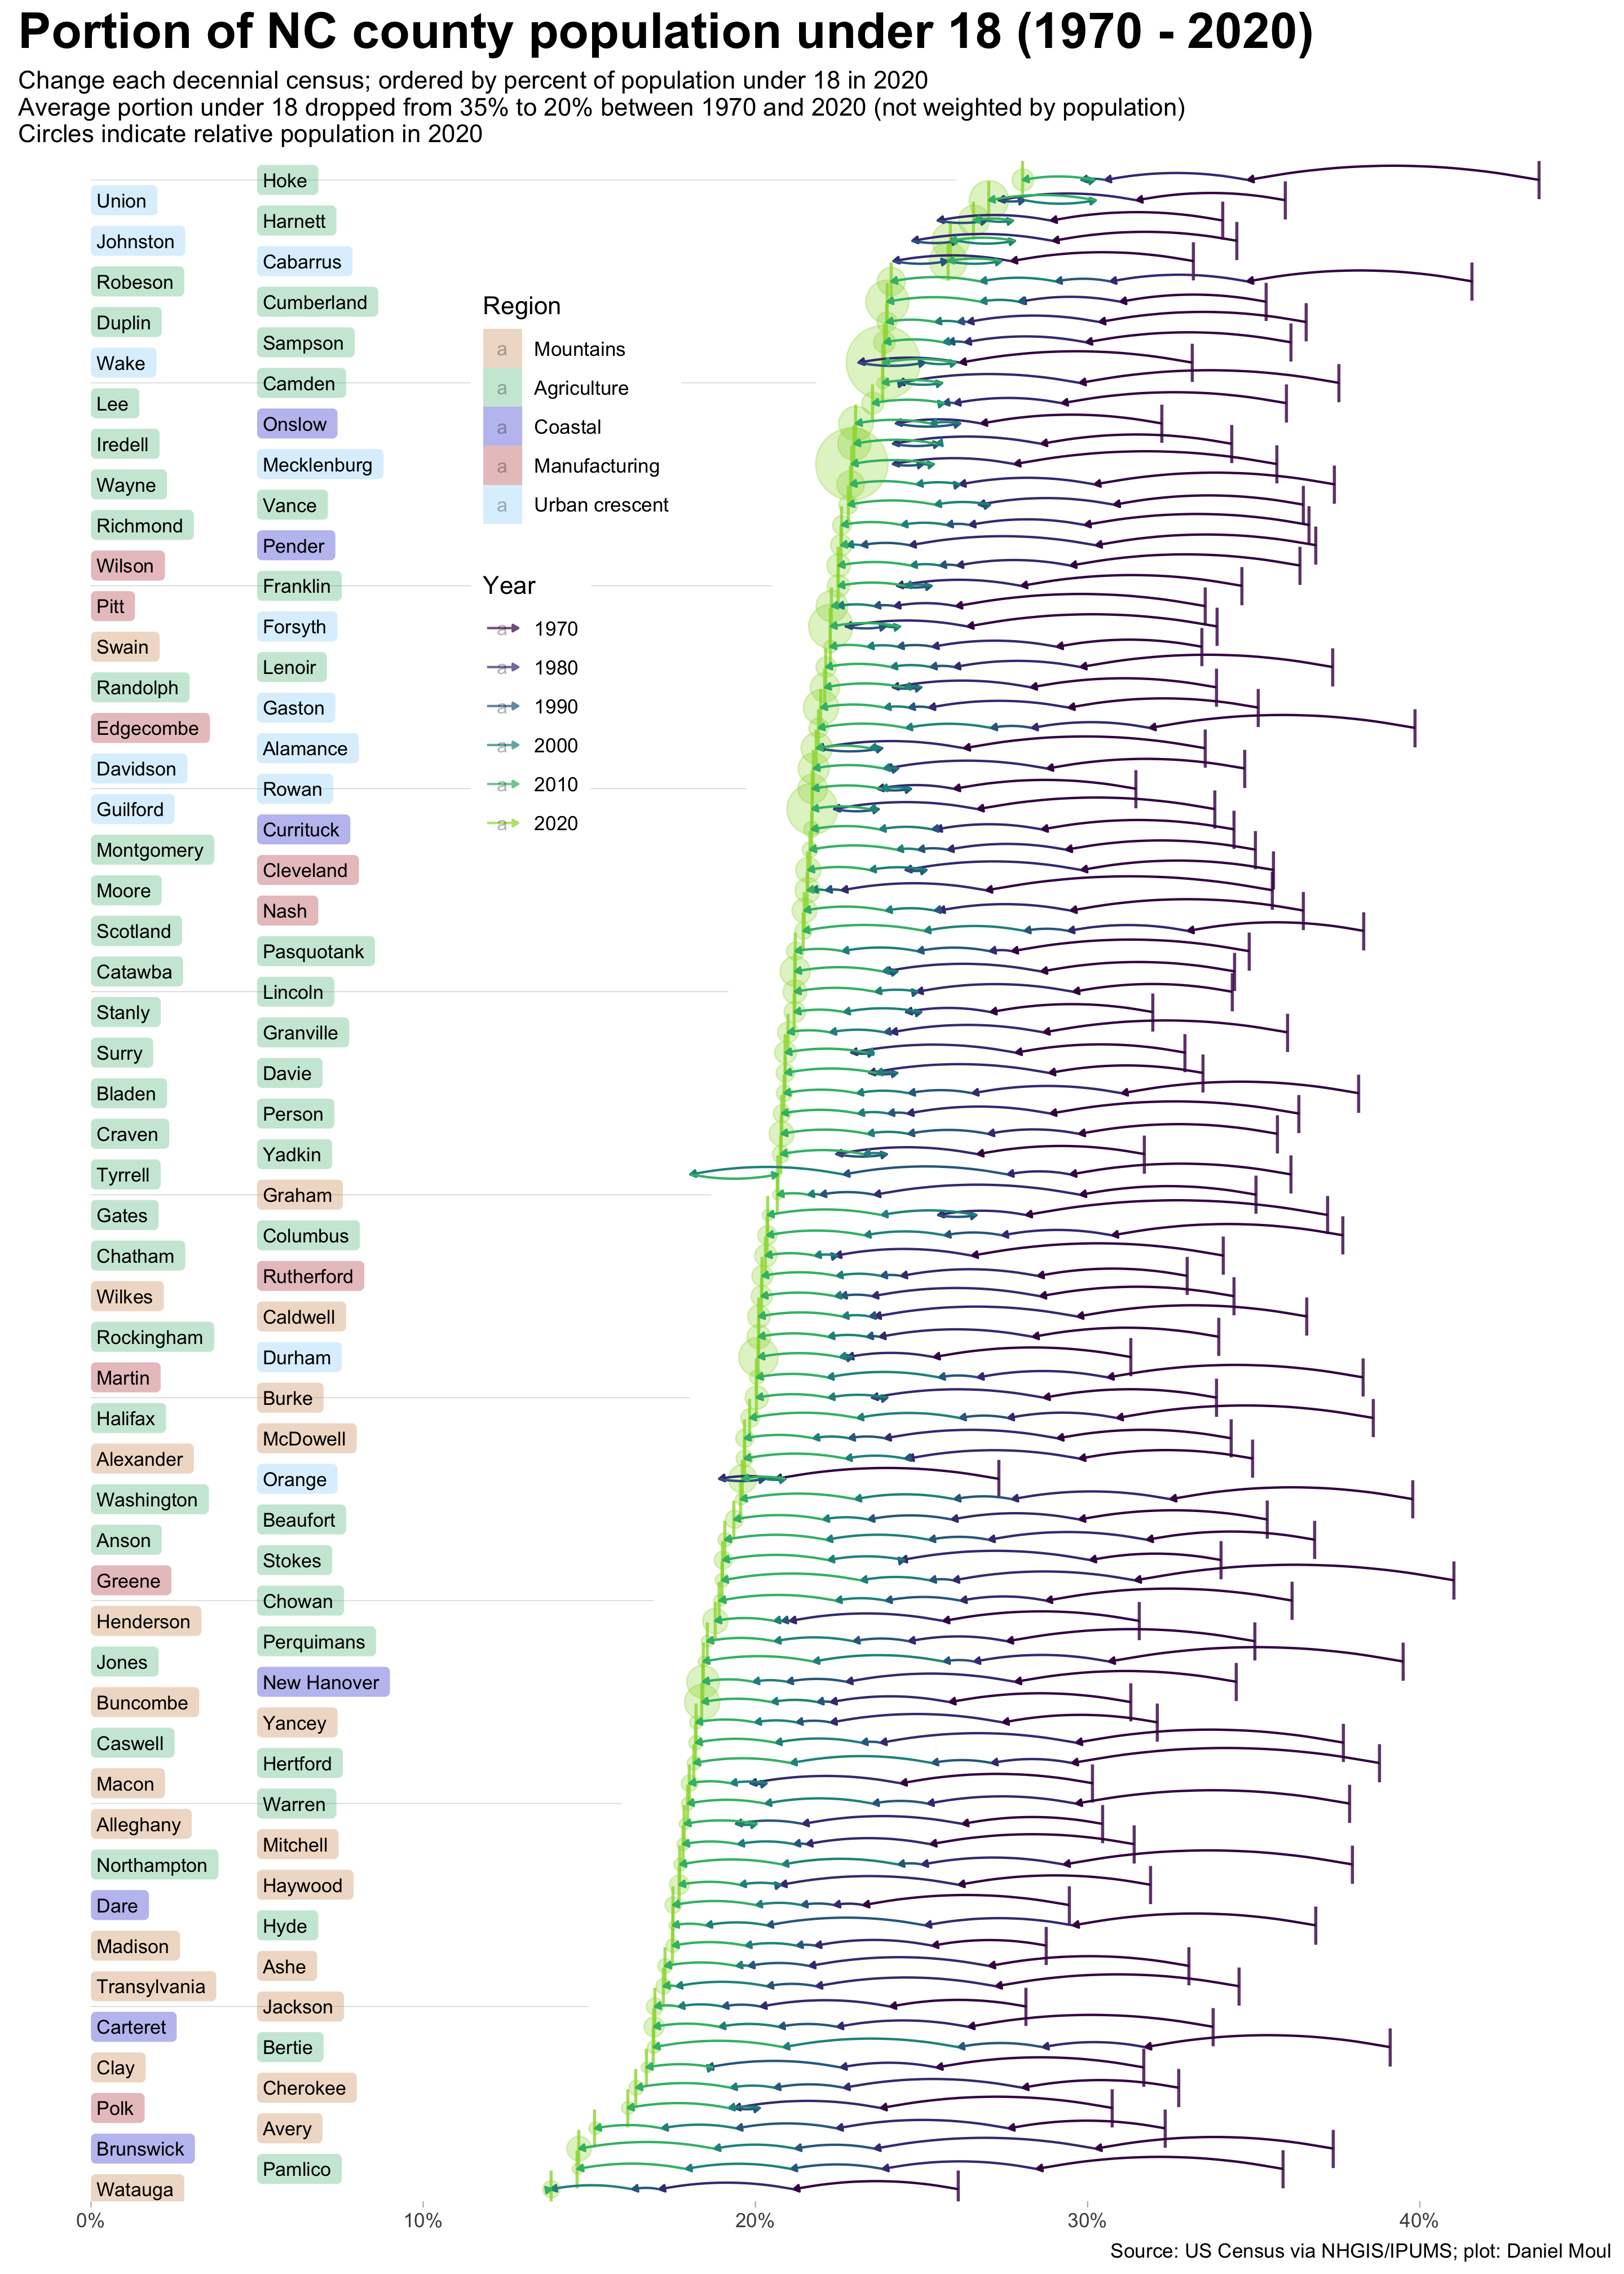 Portion of NC county population under 18 (1970 - 2020)
Change each decennial census; ordered by percent of population under 18 in 2020
Average portion under 18 dropped from 35% to 20% between 1970 and 2020 (not weighted by population)
Circles indicate relative population in 2020
Hoke
Union
Harnett
Johnston
Cabarrus
Robeson
Cumberland
Duplin
Sampson
Wake
Camden
Lee
Onslow
Iredell
Mecklenburg
Wayne
Vance
Richmond
Pender
Wilson
Franklin
Pitt
Forsyth
Swain
Lenoir
Randolph
Gaston
Edgecombe
Alamance
Davidson
Rowan
Guilford
Currituck
Montgomery
Cleveland
Moore
Nash
Scotland
Pasquotank
Catawba
Lincoln
Stanly
Granville
Surry
Davie
Bladen
Person
Craven
Yadkin
Tyrrell
Graham
Gates
Columbus
Chatham
Rutherford
Wilkes
Caldwell
Rockingham
Durham
Martin
Burke
Halifax
McDowell
Alexander
Orange
Washington
Beaufort
Anson
Stokes
Greene
Chowan
Henderson
Perquimans
Jones
New Hanover
Buncombe
Yancey
Caswell
Hertford
Macon
Warren
Alleghany
Mitchell
Northampton
Haywood
Dare
Hyde
Madison
Ashe
Transylvania
Jackson
Carteret
Bertie
Clay
Cherokee
Polk
Avery
Brunswick
Pamlico
Watauga
Region
a Mountains
a Agriculture
a Coastal
a Manufacturing
a Urban crescent
Year
a 1970
a 1980
a 1990
a 2000
a 2010
a 2020
0% 10% 20% 30% 40%
Source: US Census via NHGIS/IPUMS; plot: Daniel Moul